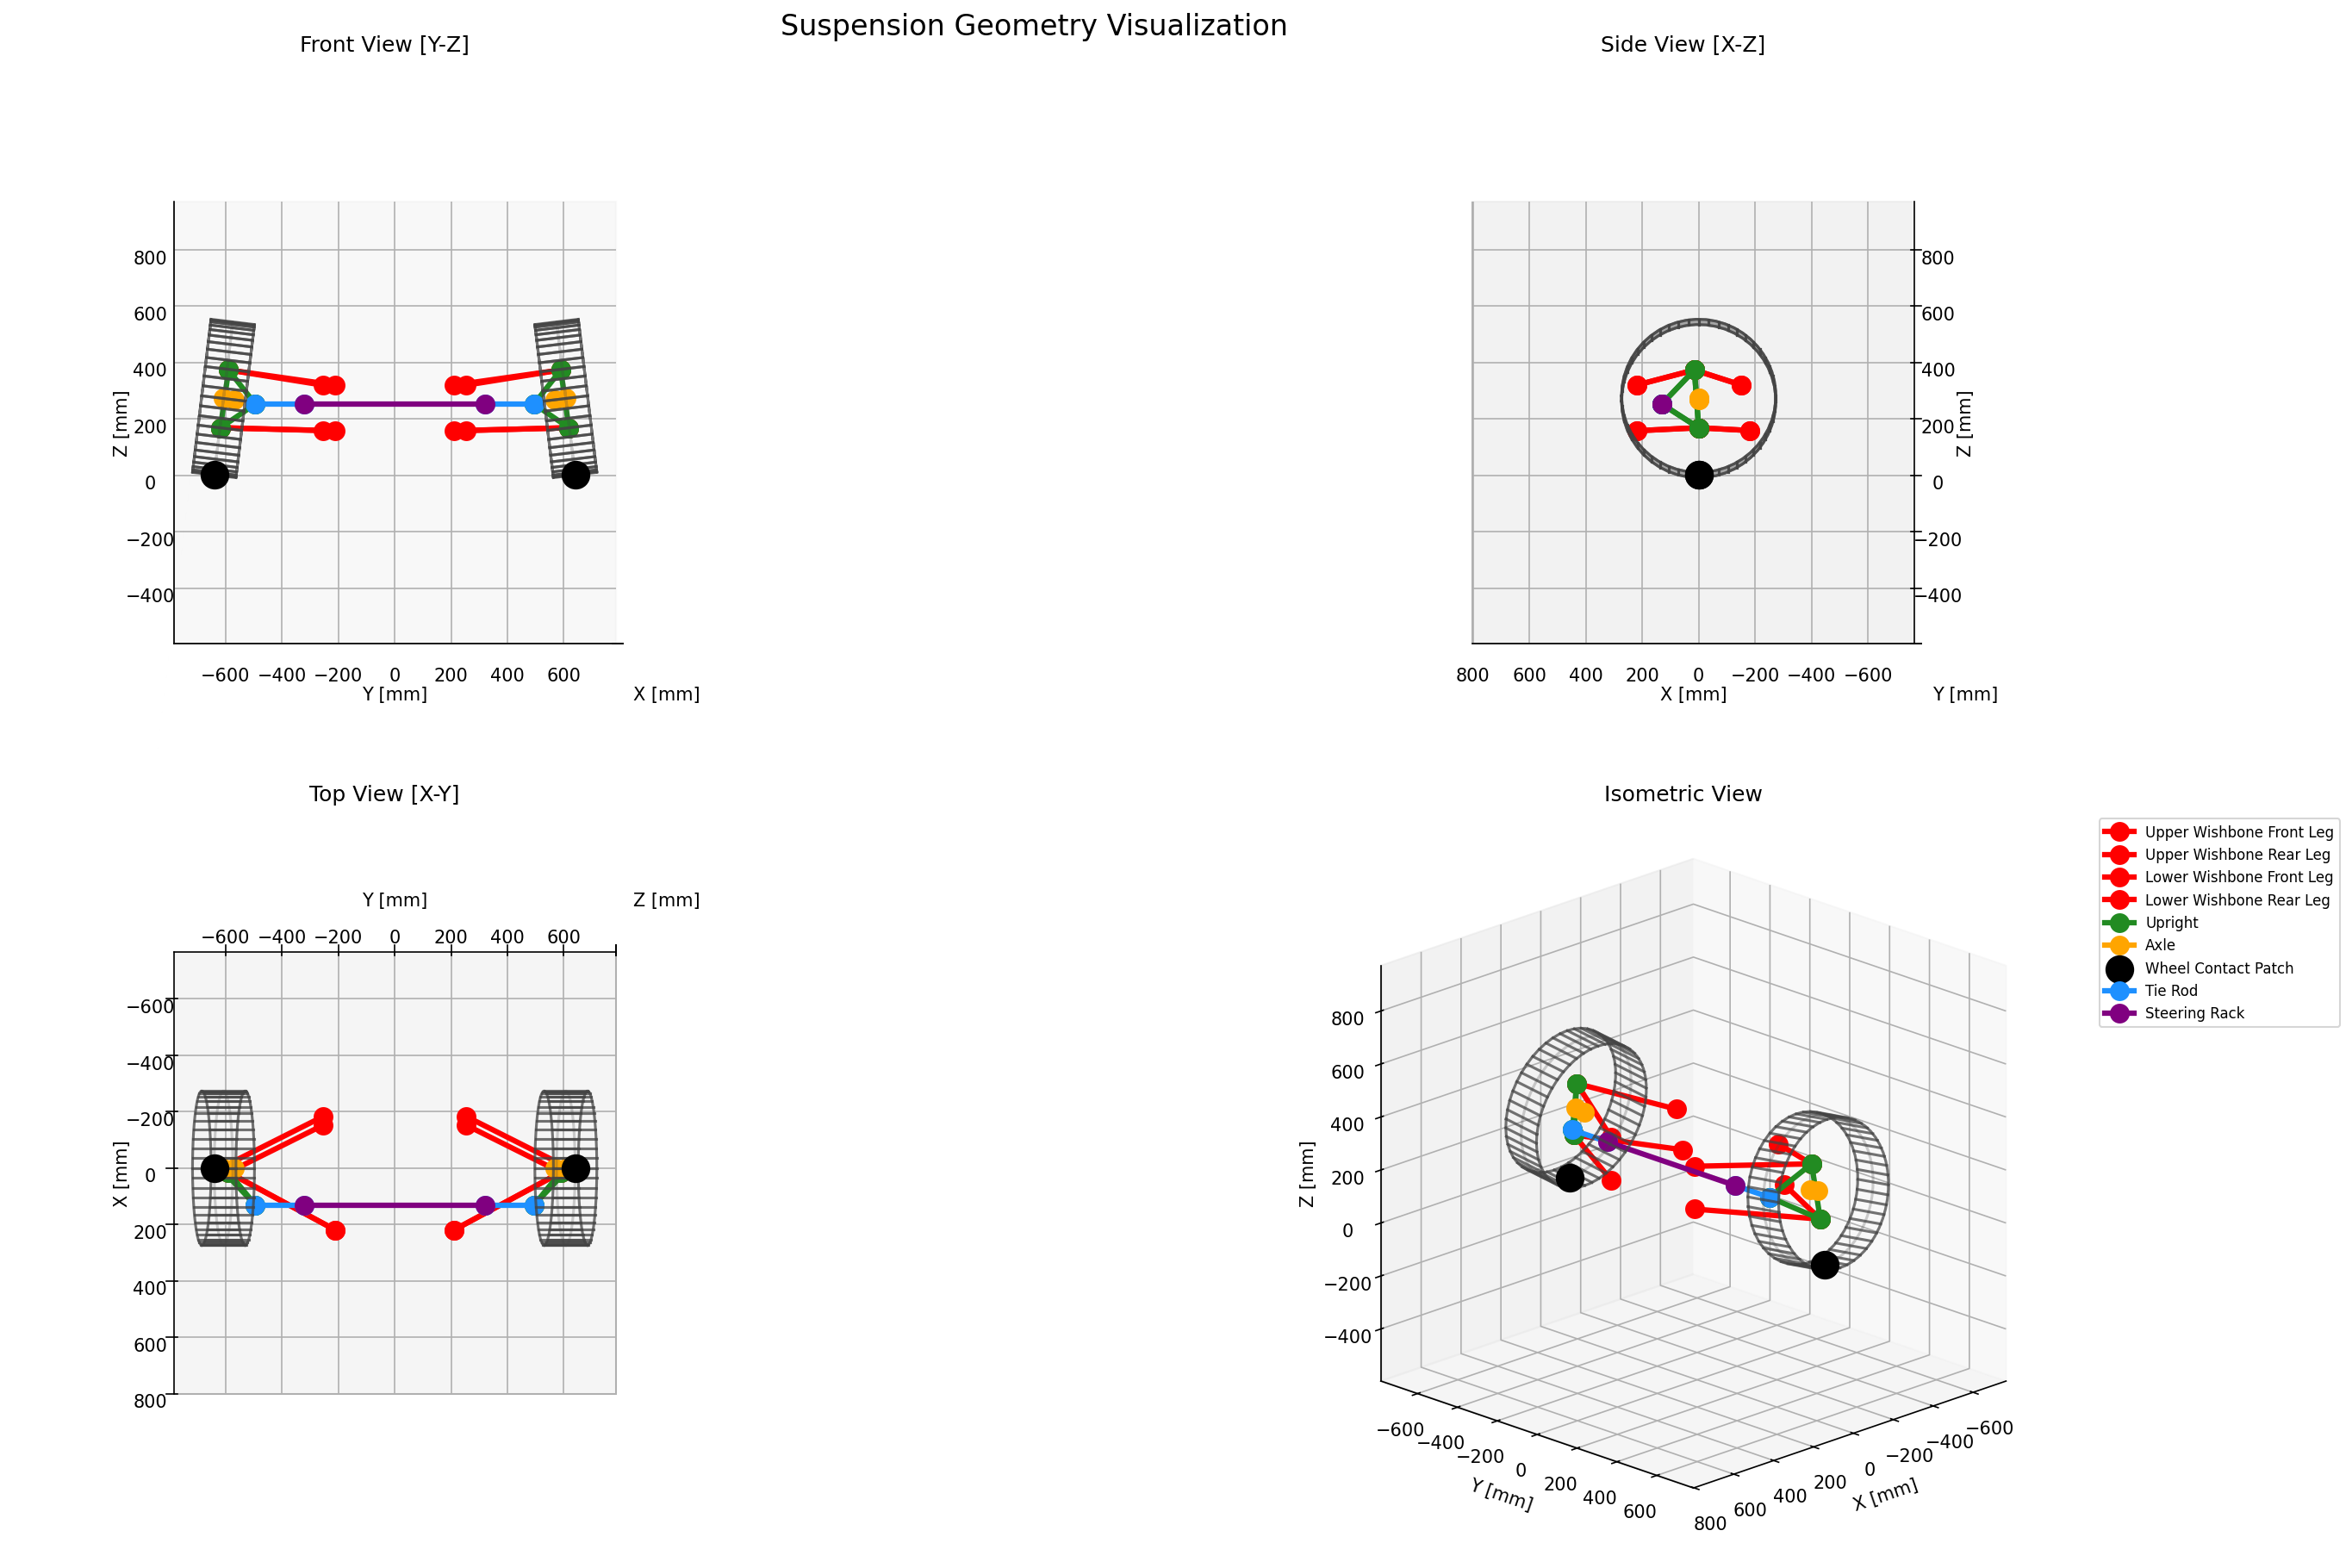 Suspension Geometry Visualization
Front View [Y-Z]
800
600
400
200
0
−200
−400
Z [mm]
−600 −400 −200 0 200 400 600
Y [mm]
X [mm]
Side View [X-Z]
800
600
400
200
0
−200
−400
Z [mm]
800 600 400 200 0 −200 −400 −600
X [mm]
Y [mm]
Top View [X-Y]
Y [mm]
Z [mm]
−600 −400 −200 0 200 400 600
−600
−400
−200
0
200
400
600
800
X [mm]
Isometric View
800
600
400
200
0
−200
−400
Z [mm]
−600 −400 −200 0 200 400 600
Y [mm]
800 600 400 200 0 −200 −400 −600
X [mm]
Upper Wishbone Front Leg
Upper Wishbone Rear Leg
Lower Wishbone Front Leg
Lower Wishbone Rear Leg
Upright
Axle
Wheel Contact Patch
Tie Rod
Steering Rack